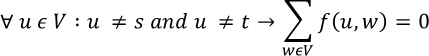 ∀ u ϵ V : u ≠ s and u ≠ t → ∑_{wϵV} f(u, w) = 0